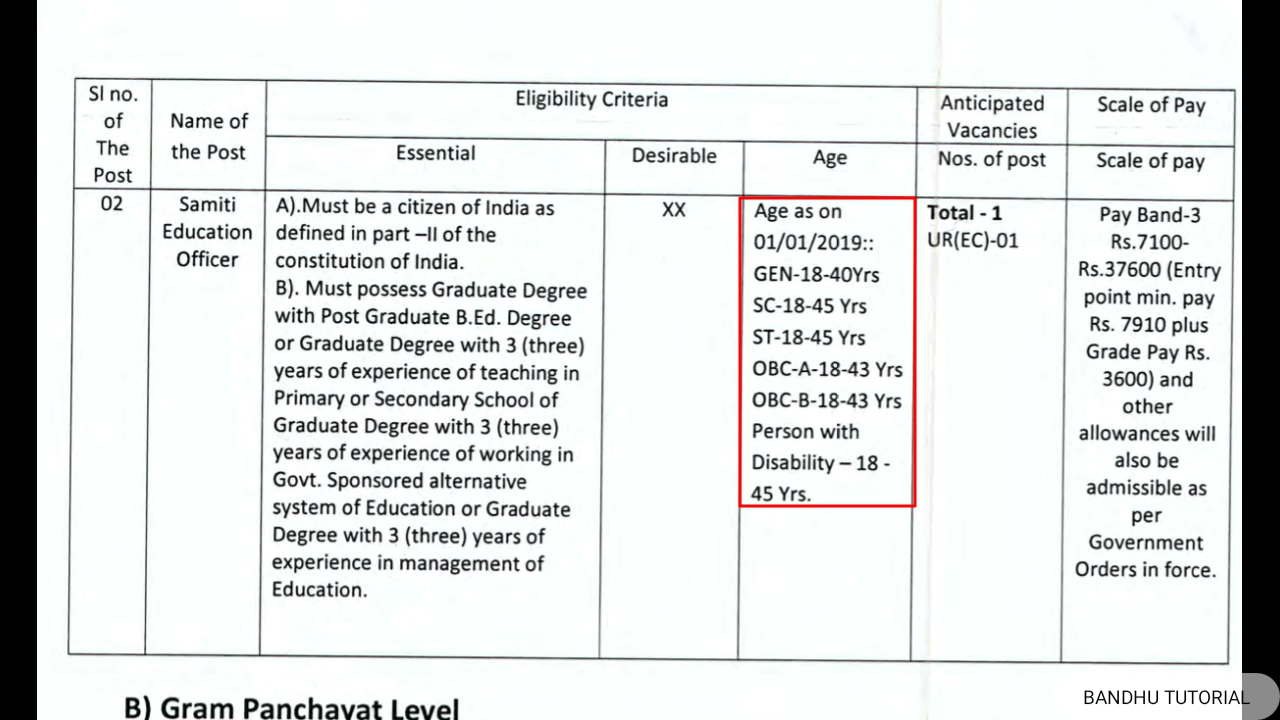 Sl no.
of
The
Post
Name of
the Post
Eligibility Criteria
Essential
Desirable
Age
Anticipated
Vacancies
Nos. of post
Scale of Pay
Scale of pay
02
Samiti
Education
Officer
A).Must be a citizen of India as
defined in part –II of the
constitution of India.
B). Must possess Graduate Degree
with Post Graduate B.Ed. Degree
or Graduate Degree with 3 (three)
years of experience of teaching in
Primary or Secondary School of
Graduate Degree with 3 (three)
years of experience of working in
Govt. Sponsored alternative
system of Education or Graduate
Degree with 3 (three) years of
experience in management of
Education.
XX
Age as on
01/01/2019::
GEN-18-40Yrs
SC-18-45 Yrs
ST-18-45 Yrs
OBC-A-18-43 Yrs
OBC-B-18-43 Yrs
Person with
Disability – 18 -
45 Yrs.
Total - 1
UR(EC)-01
Pay Band-3
Rs.7100-
Rs.37600 (Entry
point min. pay
Rs. 7910 plus
Grade Pay Rs.
3600) and
other
allowances will
also be
admissible as
per
Government
Orders in force.
B) Gram Panchayat Level
BANDHU TUTORIAL